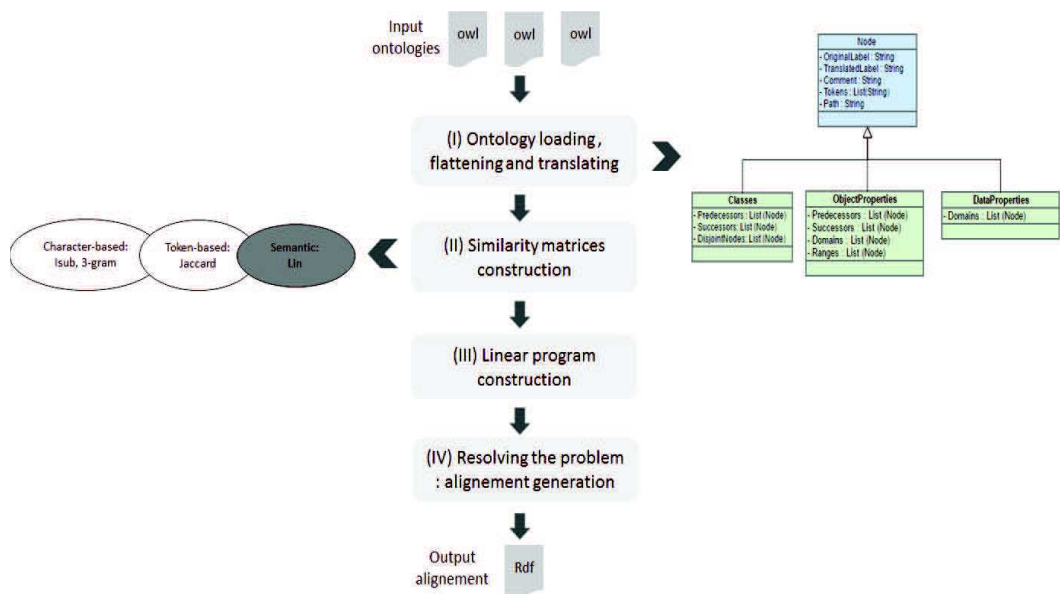 Input
ontologies
owl
owl
owl
(I) Ontology loading ,
flattening and translating
Node
- OriginalLabel : String
- TranslatedLabel : String
- Comment : String
- Tokens : List(String)
- Path : String
Classes
- Predecessors : List (Node)
- Successors: List (Node)
- DisjointNodes: List (Node)
ObjectProperties
- Predecessors : List (Node)
- Successors : List (Node)
- Domains : List (Node)
- Ranges : List (Node)
DataProperties
- Domains : List (Node)
Character-based:
Isub, 3-gram
Token-based:
Jaccard
Semantic:
Lin
(II) Similarity matrices
construction
(III) Linear program
construction
(IV) Resolving the problem
: alignement generation
Output
alignement
Rdf